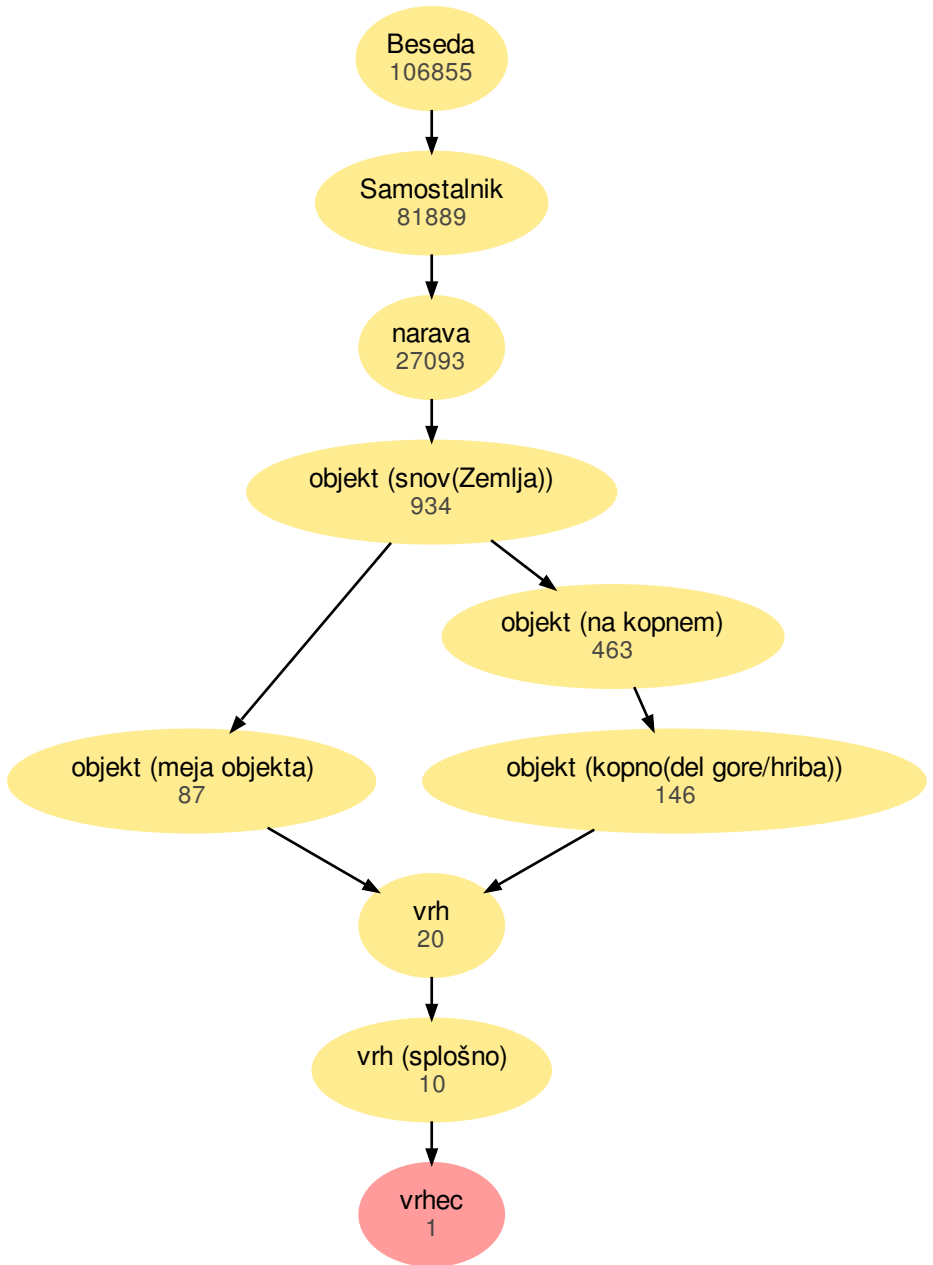 Beseda
106855
Samostalnik
81889
narava
27093
objekt (snov(Zemlja))
934
objekt (na kopnem)
463
objekt (meja objekta)
87
objekt (kopno(del gore/hriba))
146
vrh
20
vrh (splošno)
10
vrhec
1